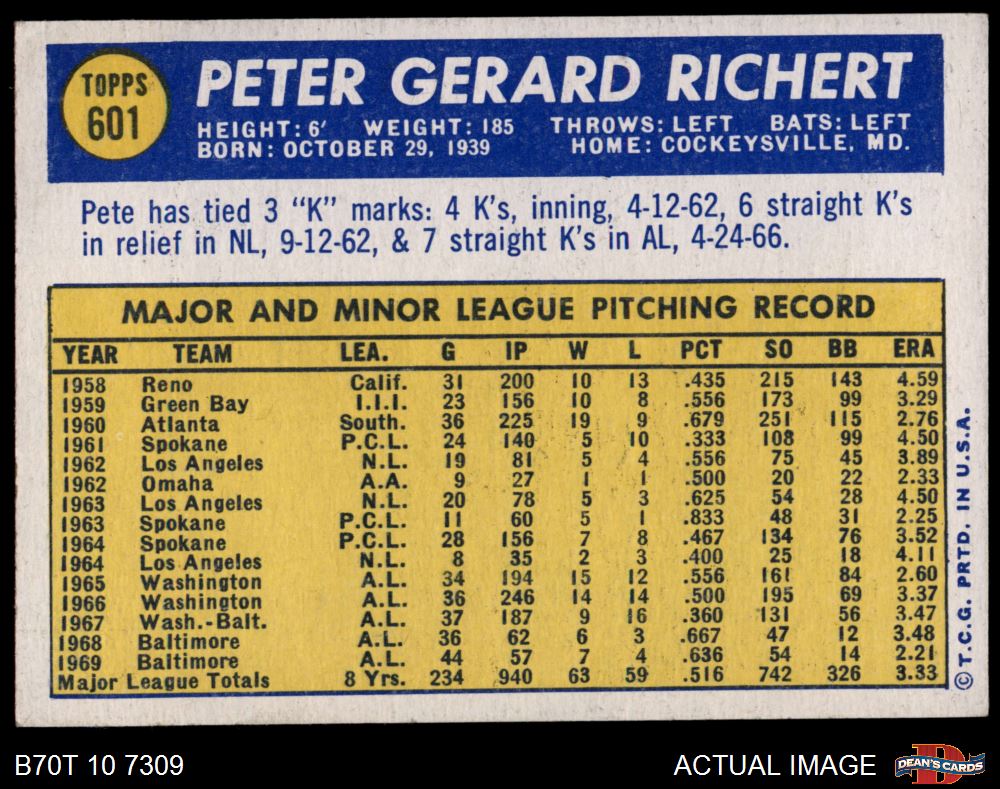 TOPPS
601
PETER GERARD RICHERT
HEIGHT: 6' WEIGHT: 185 THROWS: LEFT BATS: LEFT
BORN: OCTOBER 29, 1939 HOME: COCKEYSVILLE, MD.
Pete has tied 3 "K" marks: 4 K's, inning, 4-12-62, 6 straight K's
in relief in NL, 9-12-62, & 7 straight K's in AL, 4-24-66.
MAJOR AND MINOR LEAGUE PITCHING RECORD
YEAR TEAM LEA. G IP W L PCT SO BB ERA
1958 Reno Calif. 31 200 10 13 .435 215 143 4.59
1959 Green Bay I.I.I. 23 156 10 8 .556 173 99 3.29
1960 Atlanta South. 36 225 19 9 .679 251 115 2.76
1961 Spokane P.C.L. 24 140 5 10 .333 108 99 4.50
1962 Los Angeles N.L. 19 81 5 4 .556 75 45 3.89
1962 Omaha A.A. 9 27 1 1 .500 20 22 2.33
1963 Los Angeles N.L. 20 78 5 3 .625 54 28 4.50
1963 Spokane P.C.L. 11 60 5 1 .833 48 31 2.25
1964 Spokane P.C.L. 28 156 7 8 .467 134 76 3.52
1964 Los Angeles N.L. 8 35 2 3 .400 25 18 4.11
1965 Washington A.L. 34 194 15 12 .556 161 84 2.60
1966 Washington A.L. 36 246 14 14 .500 195 69 3.37
1967 Wash.-Balt. A.L. 37 187 9 16 .360 131 56 3.47
1968 Baltimore A.L. 36 62 6 3 .667 47 12 3.48
1969 Baltimore A.L. 44 57 7 4 .636 54 14 2.21
Major League Totals 8 Yrs. 234 940 63 59 .516 742 326 3.33
©T.C.G. PRTD. IN U.S.A.
B70T 10 7309 ACTUAL IMAGE
D
DEAN'S CARDS